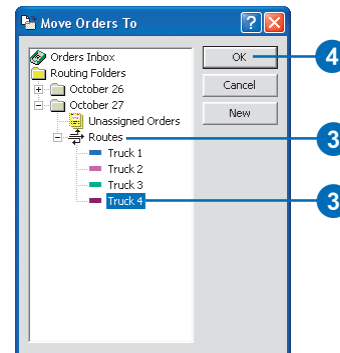 Move Orders To
?
Orders Inbox
OK
4
Routing Folders
October 26
Cancel
October 27
Unassigned Orders
New
Routes
3
Truck 1
Truck 2
Truck 3
Truck 4
3